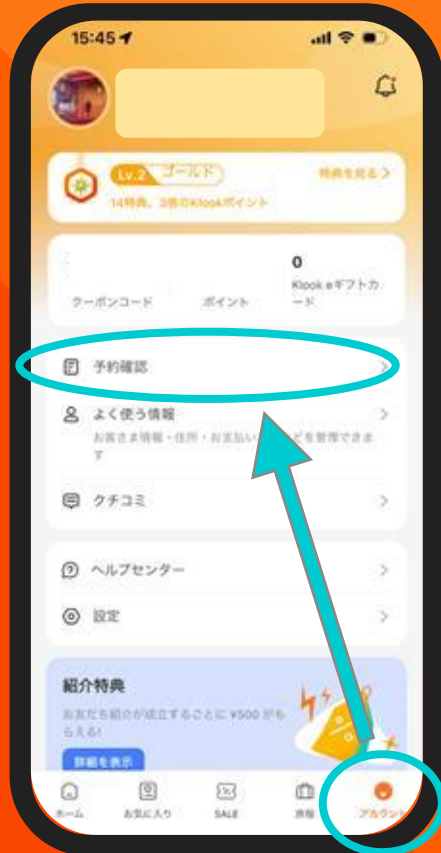 15:45
Lv.2 ゴールド
特典を見る
14特典、3倍のKlookポイント
0
クーポンコード
ポイント
Klook eギフトカ
ード
予約確認
よく使う情報
お客さま情報・住所・お支払い
どを管理できま
す
クチコミ
ヘルプセンター
設定
紹介特典
お友だち紹介が成立するごとに ¥500 がも
らえる!
詳細を表示
ホーム
お気に入り
SALE
旅程
アカウント